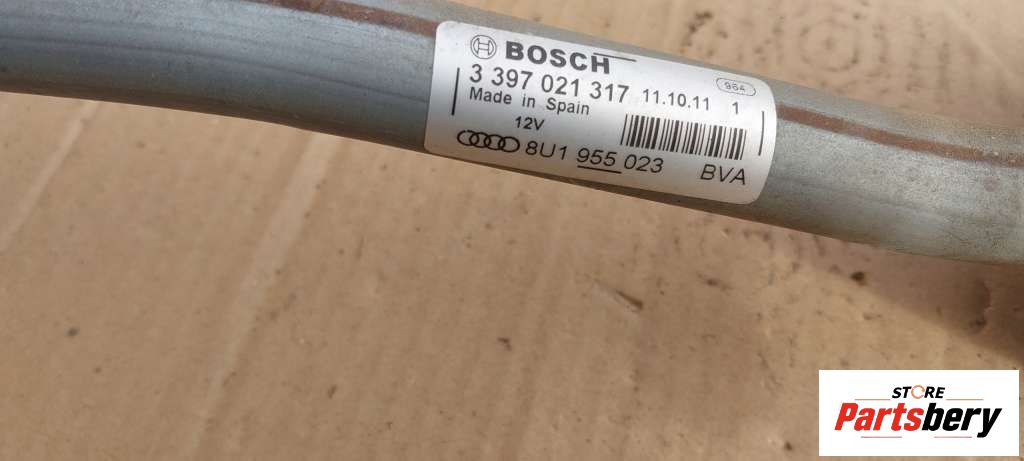 BOSCH 964
3 397 021 317 11.10.11 1
Made in Spain
12V
8U1 955 023 BVA
STORE
Partsbery